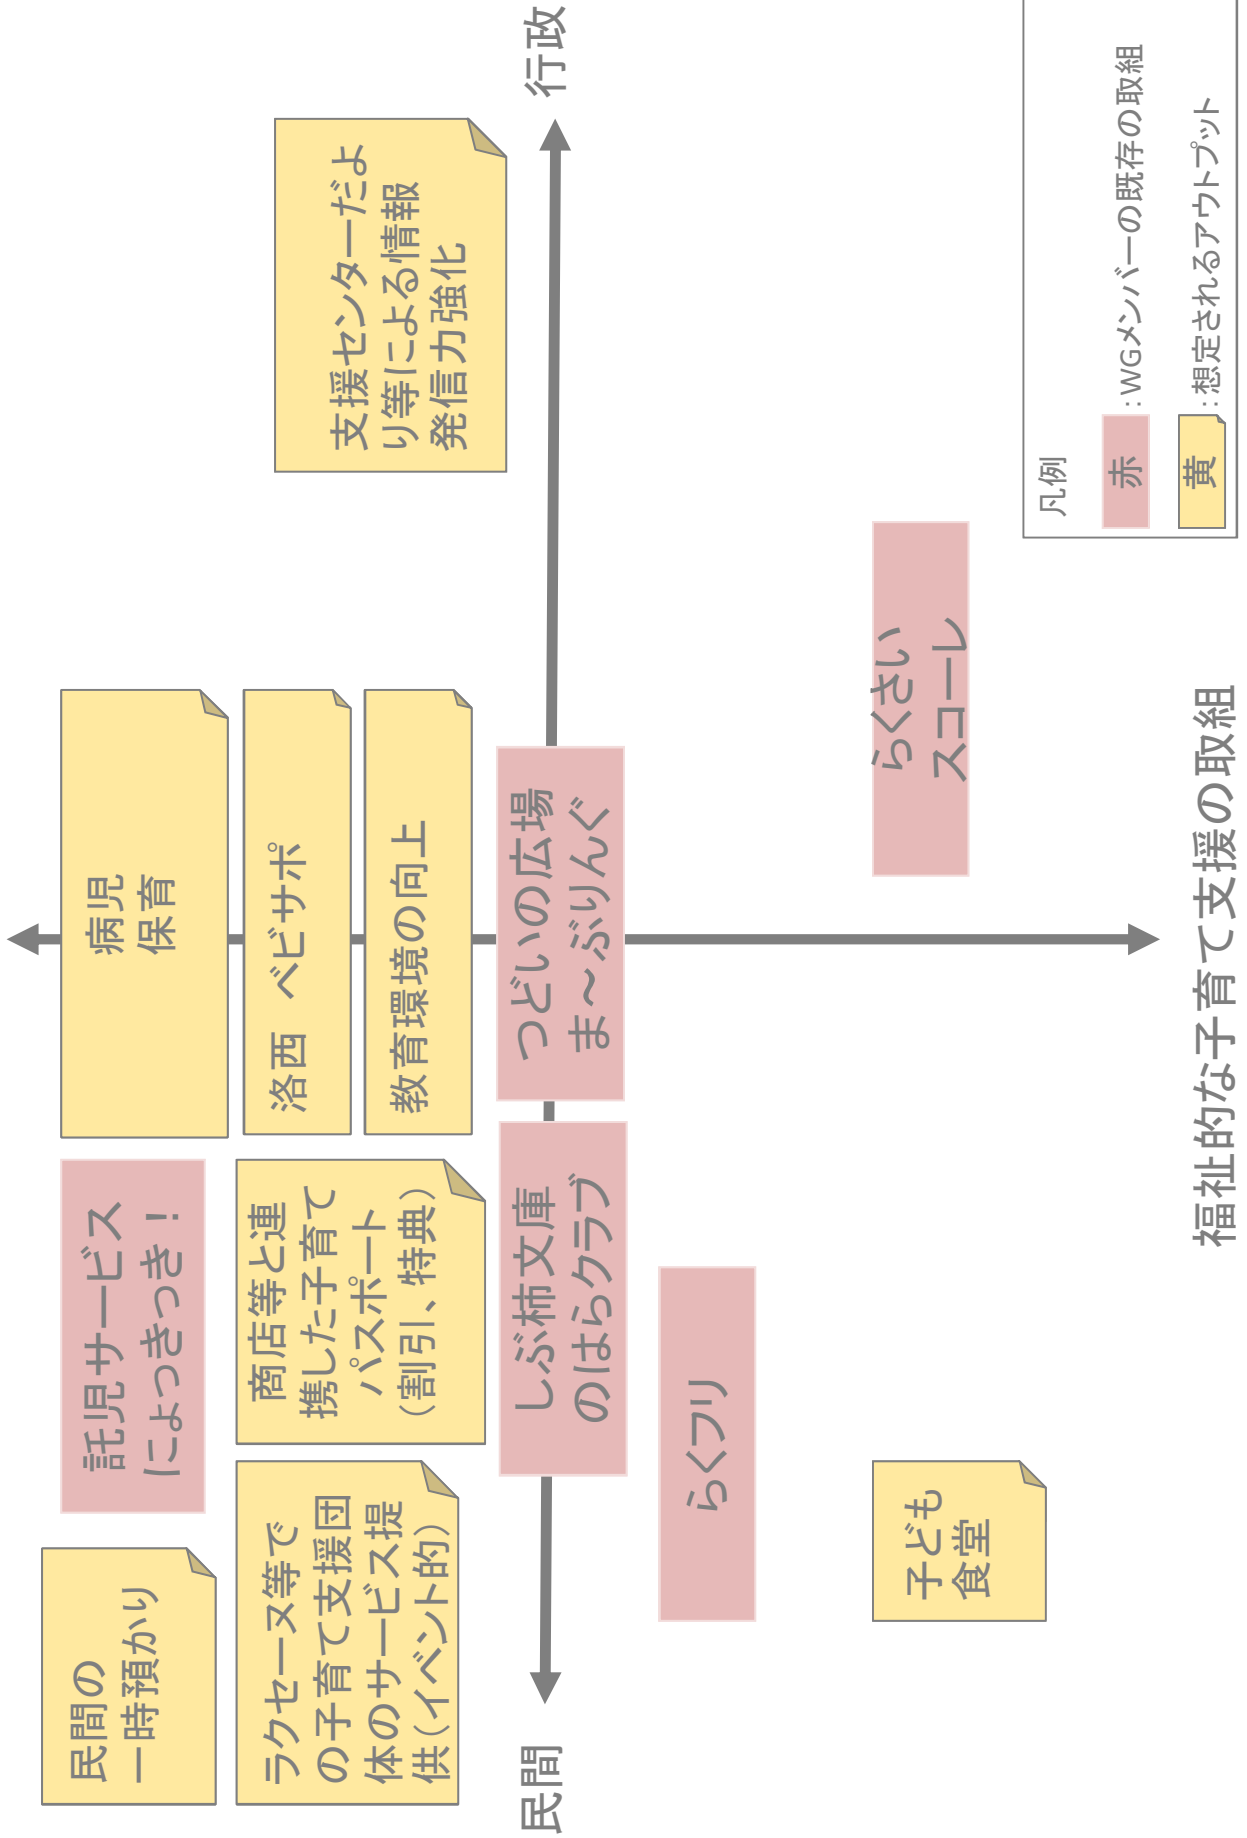 民間の
一時預かり
託児サービス
にょっきっき！
病児
保育
ラクセーヌ等で
の子育て支援団
体のサービス提
供（イベント的）
商店等と連
携した子育て
パスポート
（割引、特典）
洛西　ベビサポ
教育環境の向上
支援センターだよ
り等による情報
発信力強化
民間
しぶ柿文庫
のはらクラブ
つどいの広場
ま～ぶりんぐ
行政
らくフリ
子ども
食堂
らくさい
スコーレ
福祉的な子育て支援の取組
凡例
赤：WGメンバーの既存の取組
黄：想定されるアウトプット